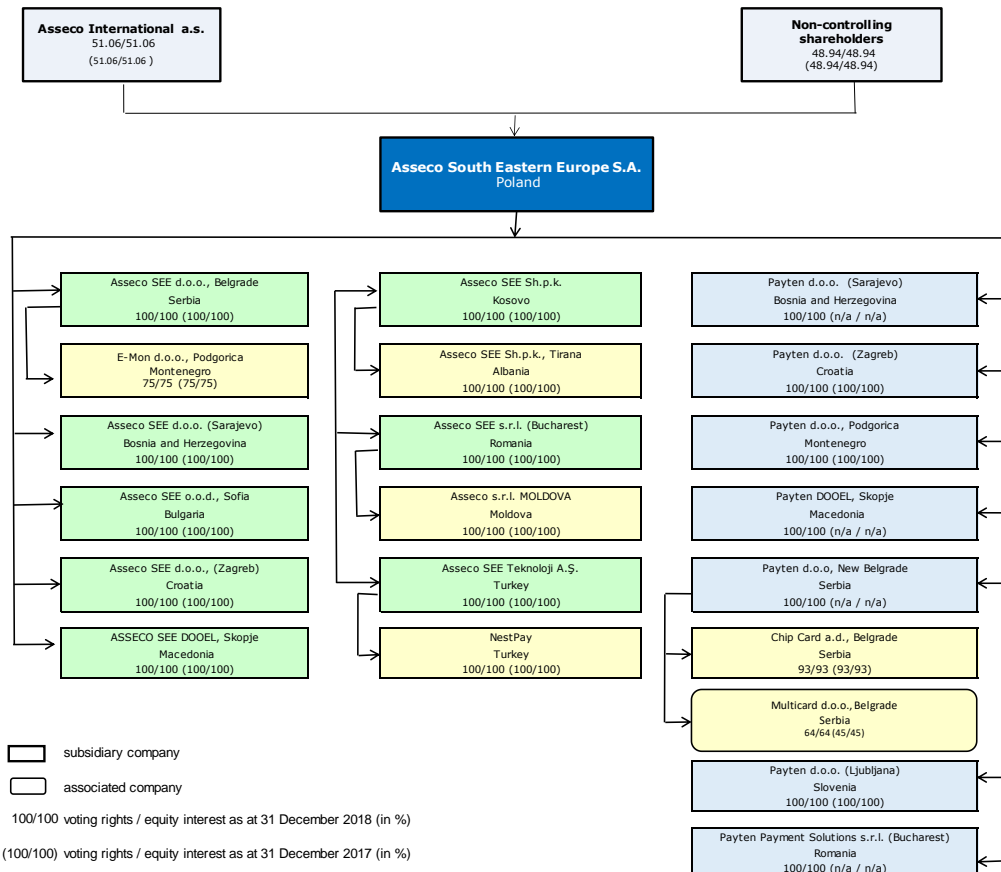 Asseco International a.s.
51.06/51.06
(51.06/51.06 )
Non-controlling
shareholders
48.94/48.94
(48.94/48.94)
Asseco South Eastern Europe S.A.
Poland
Asseco SEE d.o.o., Belgrade
Serbia
100/100 (100/100)
E-Mon d.o.o., Podgorica
Montenegro
75/75 (75/75)
Asseco SEE d.o.o. (Sarajevo)
Bosnia and Herzegovina
100/100 (100/100)
Asseco SEE o.o.d., Sofia
Bulgaria
100/100 (100/100)
Asseco SEE d.o.o., (Zagreb)
Croatia
100/100 (100/100)
ASSECO SEE DOOEL, Skopje
Macedonia
100/100 (100/100)
Asseco SEE Sh.p.k.
Kosovo
100/100 (100/100)
Asseco SEE Sh.p.k., Tirana
Albania
100/100 (100/100)
Asseco SEE s.r.l. (Bucharest)
Romania
100/100 (100/100)
Asseco s.r.l. MOLDOVA
Moldova
100/100 (100/100)
Asseco SEE Teknoloji A.Ş.
Turkey
100/100 (100/100)
NestPay
Turkey
100/100 (100/100)
Payten d.o.o. (Sarajevo)
Bosnia and Herzegovina
100/100 (n/a / n/a)
Payten d.o.o. (Zagreb)
Croatia
100/100 (100/100)
Payten d.o.o., Podgorica
Montenegro
100/100 (100/100)
Payten DOOEL, Skopje
Macedonia
100/100 (n/a / n/a)
Payten d.o.o, New Belgrade
Serbia
100/100 (n/a / n/a)
Chip Card a.d., Belgrade
Serbia
93/93 (93/93)
Multicard d.o.o., Belgrade
Serbia
64/64 (45/45)
Payten d.o.o. (Ljubljana)
Slovenia
100/100 (100/100)
Payten Payment Solutions s.r.l. (Bucharest)
Romania
100/100 (n/a / n/a)
subsidiary company
associated company
100/100 voting rights / equity interest as at 31 December 2018 (in %)
(100/100) voting rights / equity interest as at 31 December 2017 (in %)